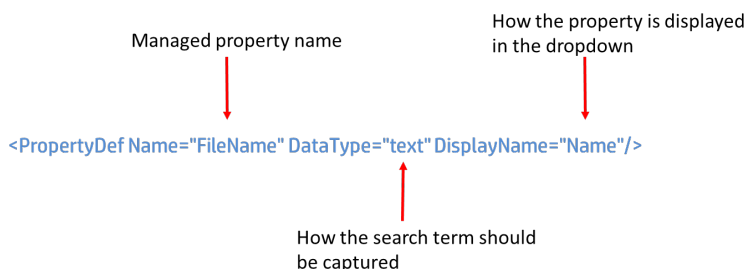 How the property is displayed
in the dropdown
Managed property name
<PropertyDef Name="FileName" DataType="text" DisplayName="Name"/>
How the search term should
be captured